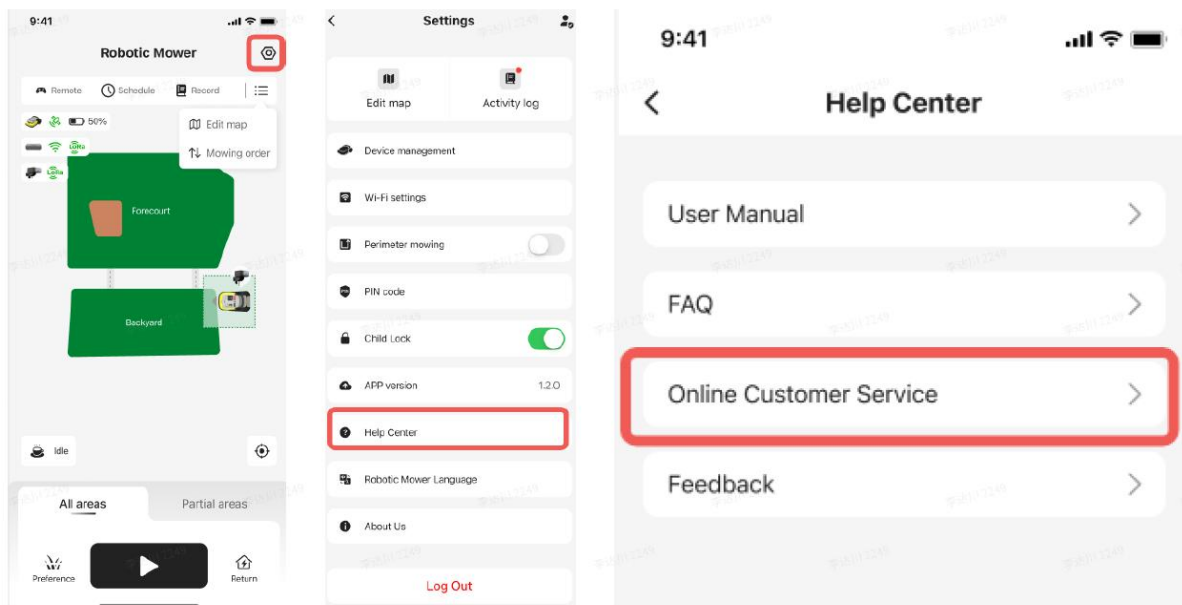 9:41
Robotic Mower
Remote Schedule Record
50%
Edit map
Mowing order
LoRa
LoRa
Forecourt
Backyard
Idle
All areas Partial areas
Preference Return
Settings
Edit map Activity log
Device management
Wi-Fi settings
Perimeter mowing
PIN code
Child Lock
APP version 1.2.0
Help Center
Robotic Mower Language
About Us
Log Out
9:41
Help Center
User Manual
FAQ
Online Customer Service
Feedback